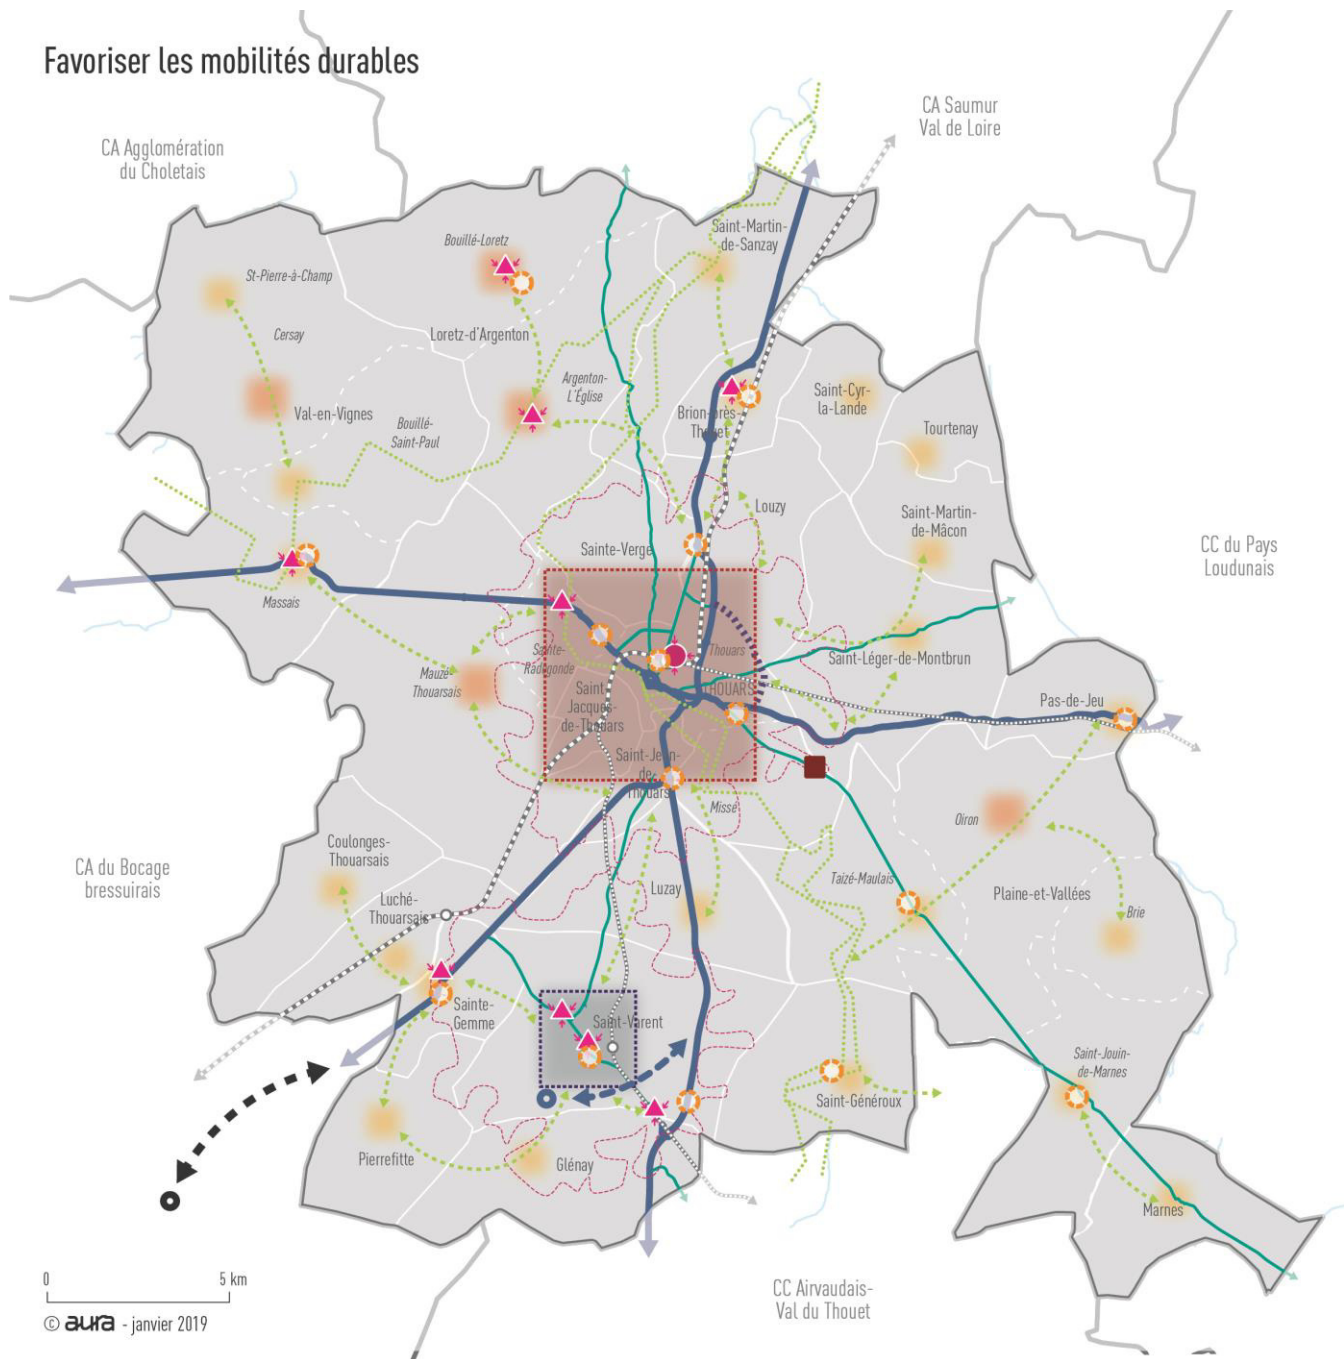 Favoriser les mobilités durables
CA Saumur
Val de Loire
CA Agglomération
du Choletais
Bouillé-Loretz
Saint-Martin-
de-Sanzay
St-Pierre-à-Champ
Cersay
Loretz-d'Argenton
Argenton-
L'Église
Saint-Cyr-
la-Lande
Val-en-Vignes
Bouillé-
Saint-Paul
Brion-près-
Thouet
Tourtenay
Louzy
Saint-Martin-
de-Mâcon
Sainte-Verge
CC du Pays
Loudunais
Massais
Sainte-
Radegonde
Thouars
Saint-Léger-de-Montbrun
Mauzé-
Thouarsais
Saint-
Jacques-
de-Thouars
THOUARS
Pas-de-Jeu
Saint-Jean-
de-
Thouars
Missé
Oiron
CA du Bocage
bressuirais
Coulonges-
Thouarsais
Luché-
Thouarsais
Luzay
Taizé-Maulais
Plaine-et-Vallées
Brie
Sainte-
Gemme
Saint-Varent
Saint-Jouin-
de-Marnes
Saint-Généroux
Pierrefitte
Glénay
Marnes
0 5 km
CC Airvaudais-
Val du Thouet
© aura - janvier 2019